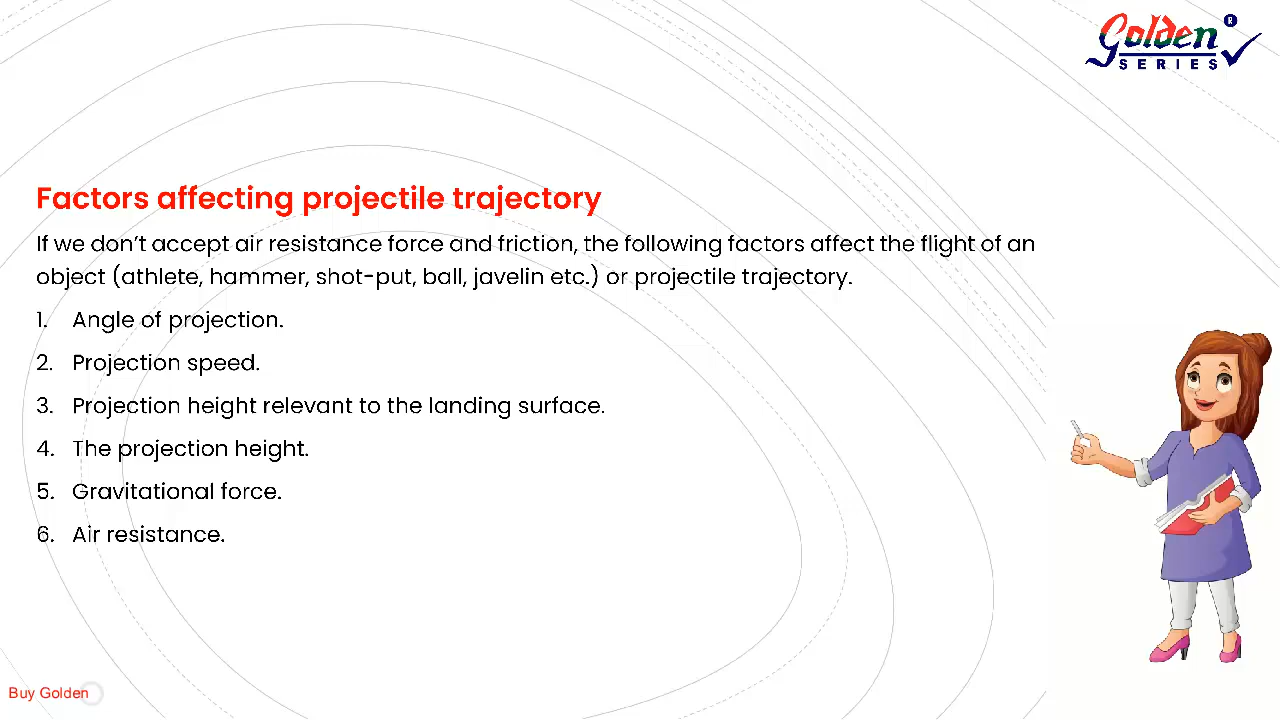 Golden
®
SERIES
Factors affecting projectile trajectory
If we don't accept air resistance force and friction, the following factors affect the flight of an
object (athlete, hammer, shot-put, ball, javelin etc.) or projectile trajectory.
1. Angle of projection.
2. Projection speed.
3. Projection height relevant to the landing surface.
4. The projection height.
5. Gravitational force.
6. Air resistance.
Buy Golden